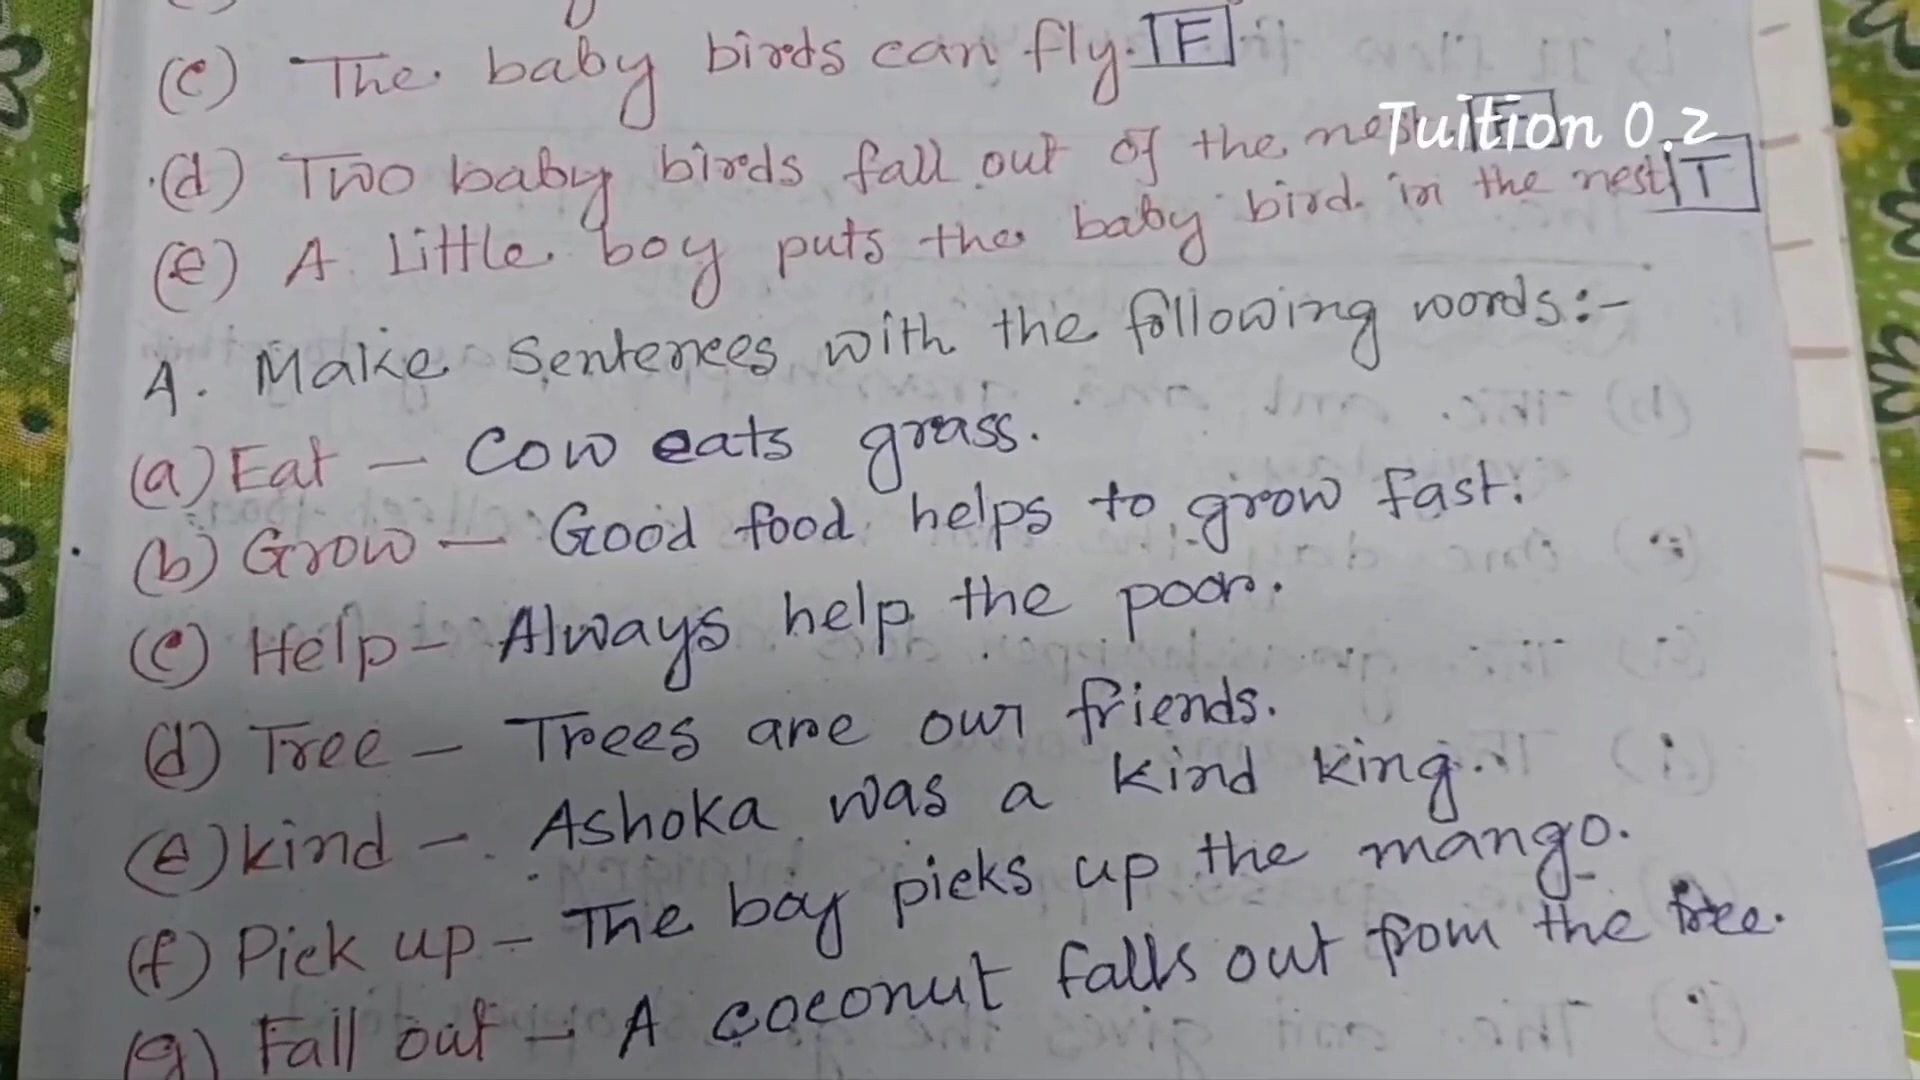 (c) The baby birds can fly. F
Tuition 0.2
(d) Two baby birds fall out of the nest. F
(e) A little boy puts the baby bird in the nest T
A. Make sentences with the following words:-
(a) Eat - Cow eats grass.
(b) Grow - Good food helps to grow fast.
(c) Help - Always help the poor.
(d) Tree - Trees are our friends.
(e) kind - Ashoka was a kind king.
(f) Pick up - The boy picks up the mango.
(g) Fall out - A coconut falls out from the tree.